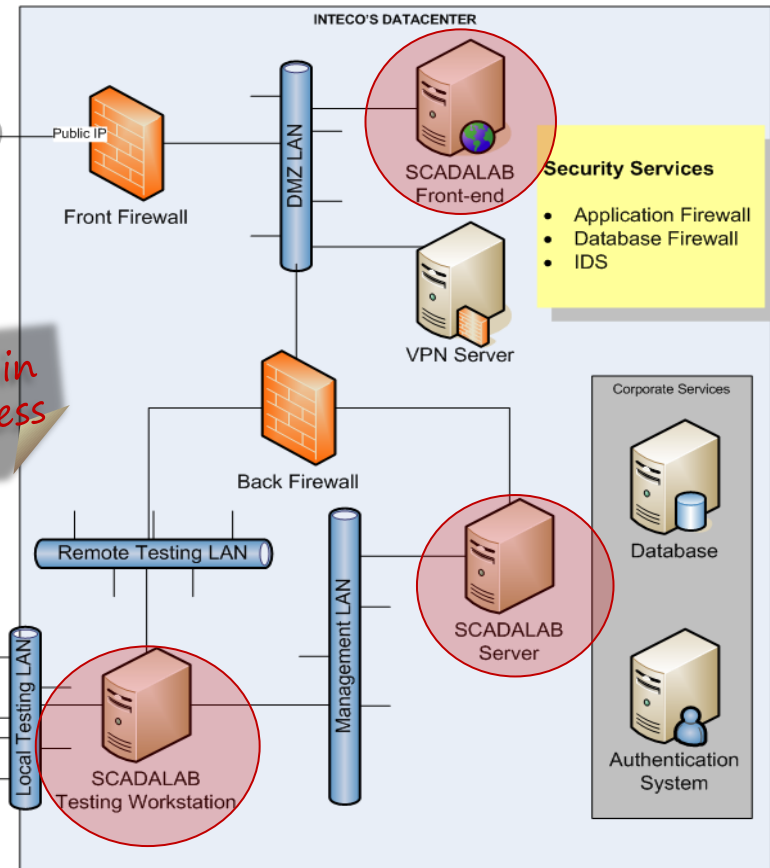 INTECO'S DATACENTER
Public IP
Front Firewall
DMZ LAN
SCADALAB
Front-end
Security Services
• Application Firewall
• Database Firewall
• IDS
VPN Server
in
Back Firewall
Corporate Services
Database
Remote Testing LAN
Management LAN
SCADALAB
Server
Local Testing LAN
SCADALAB
Testing Workstation
Authentication
System